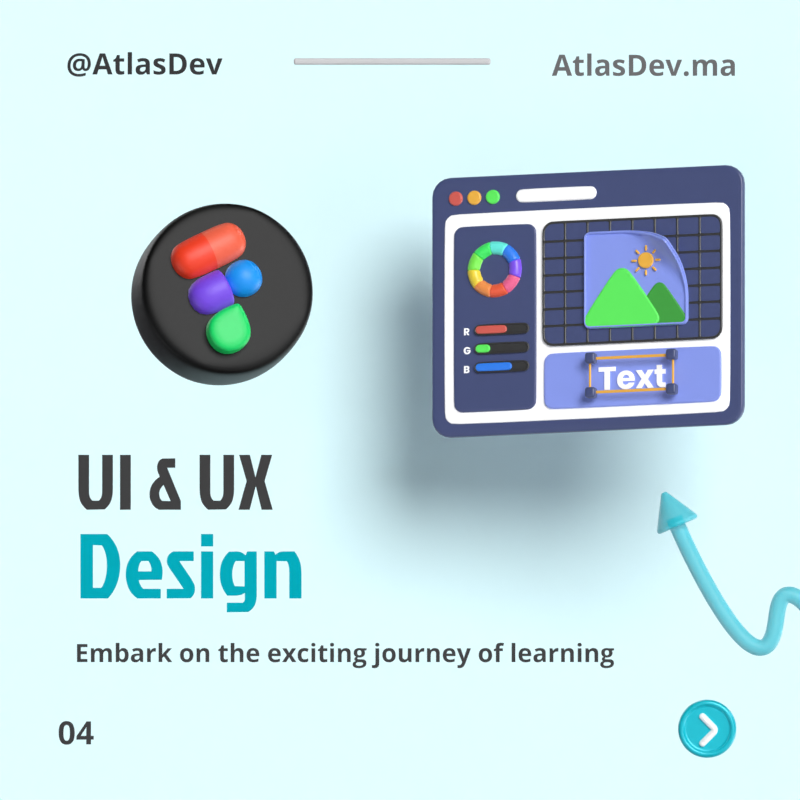 @AtlasDev
AtlasDev.ma
R
G
B
Text
UI & UX
Design
Embark on the exciting journey of learning
04